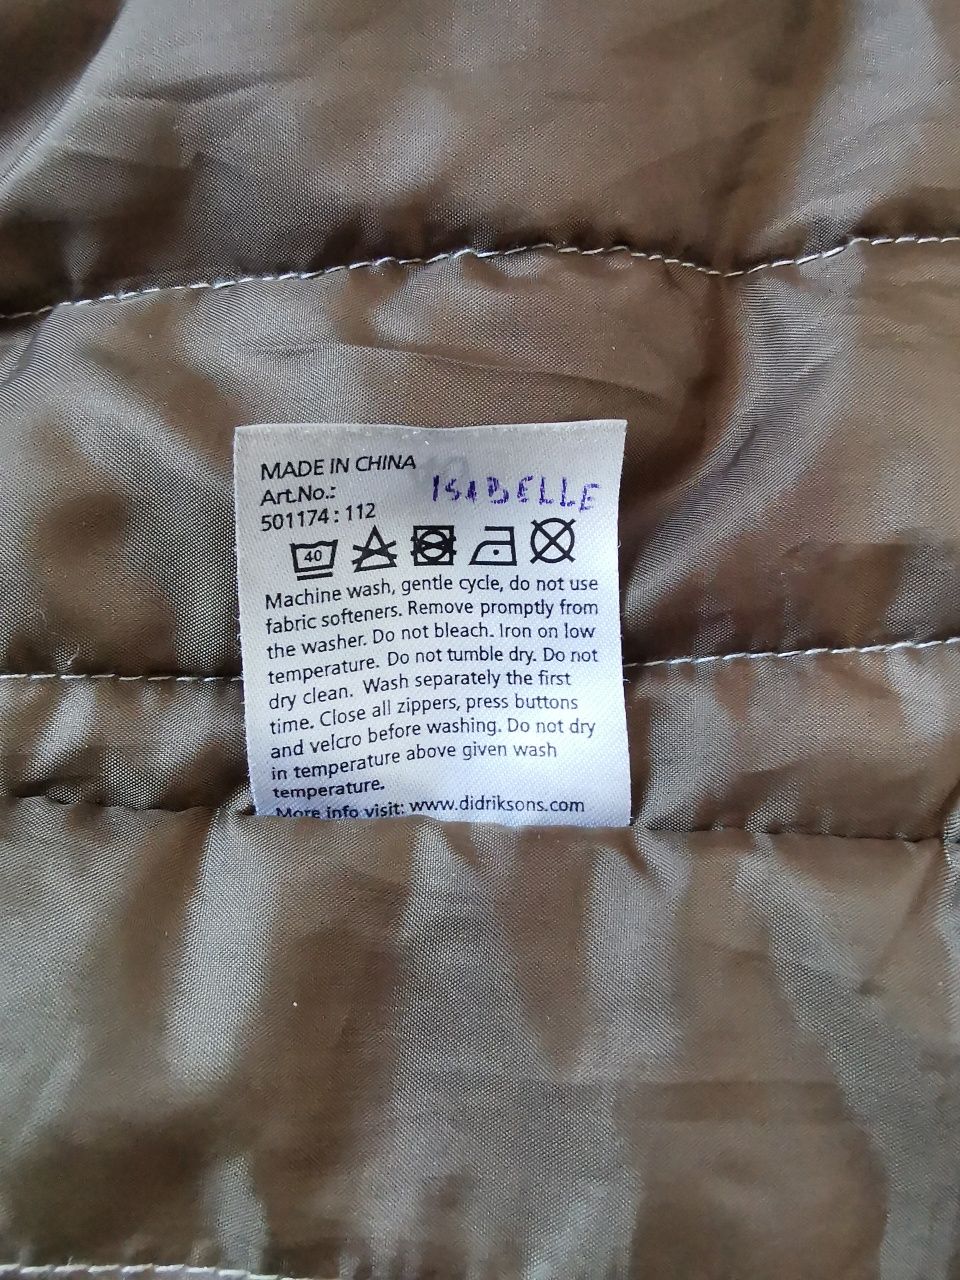 MADE IN CHINA
Art.No.:
ISABELLE
501174 : 112
40
Machine wash, gentle cycle, do not use
fabric softeners. Remove promptly from
the washer. Do not bleach. Iron on low
temperature. Do not tumble dry. Do not
dry clean. Wash separately the first
time. Close all zippers, press buttons
and velcro before washing. Do not dry
in temperature above given wash
temperature.
More info visit: www.didriksons.com